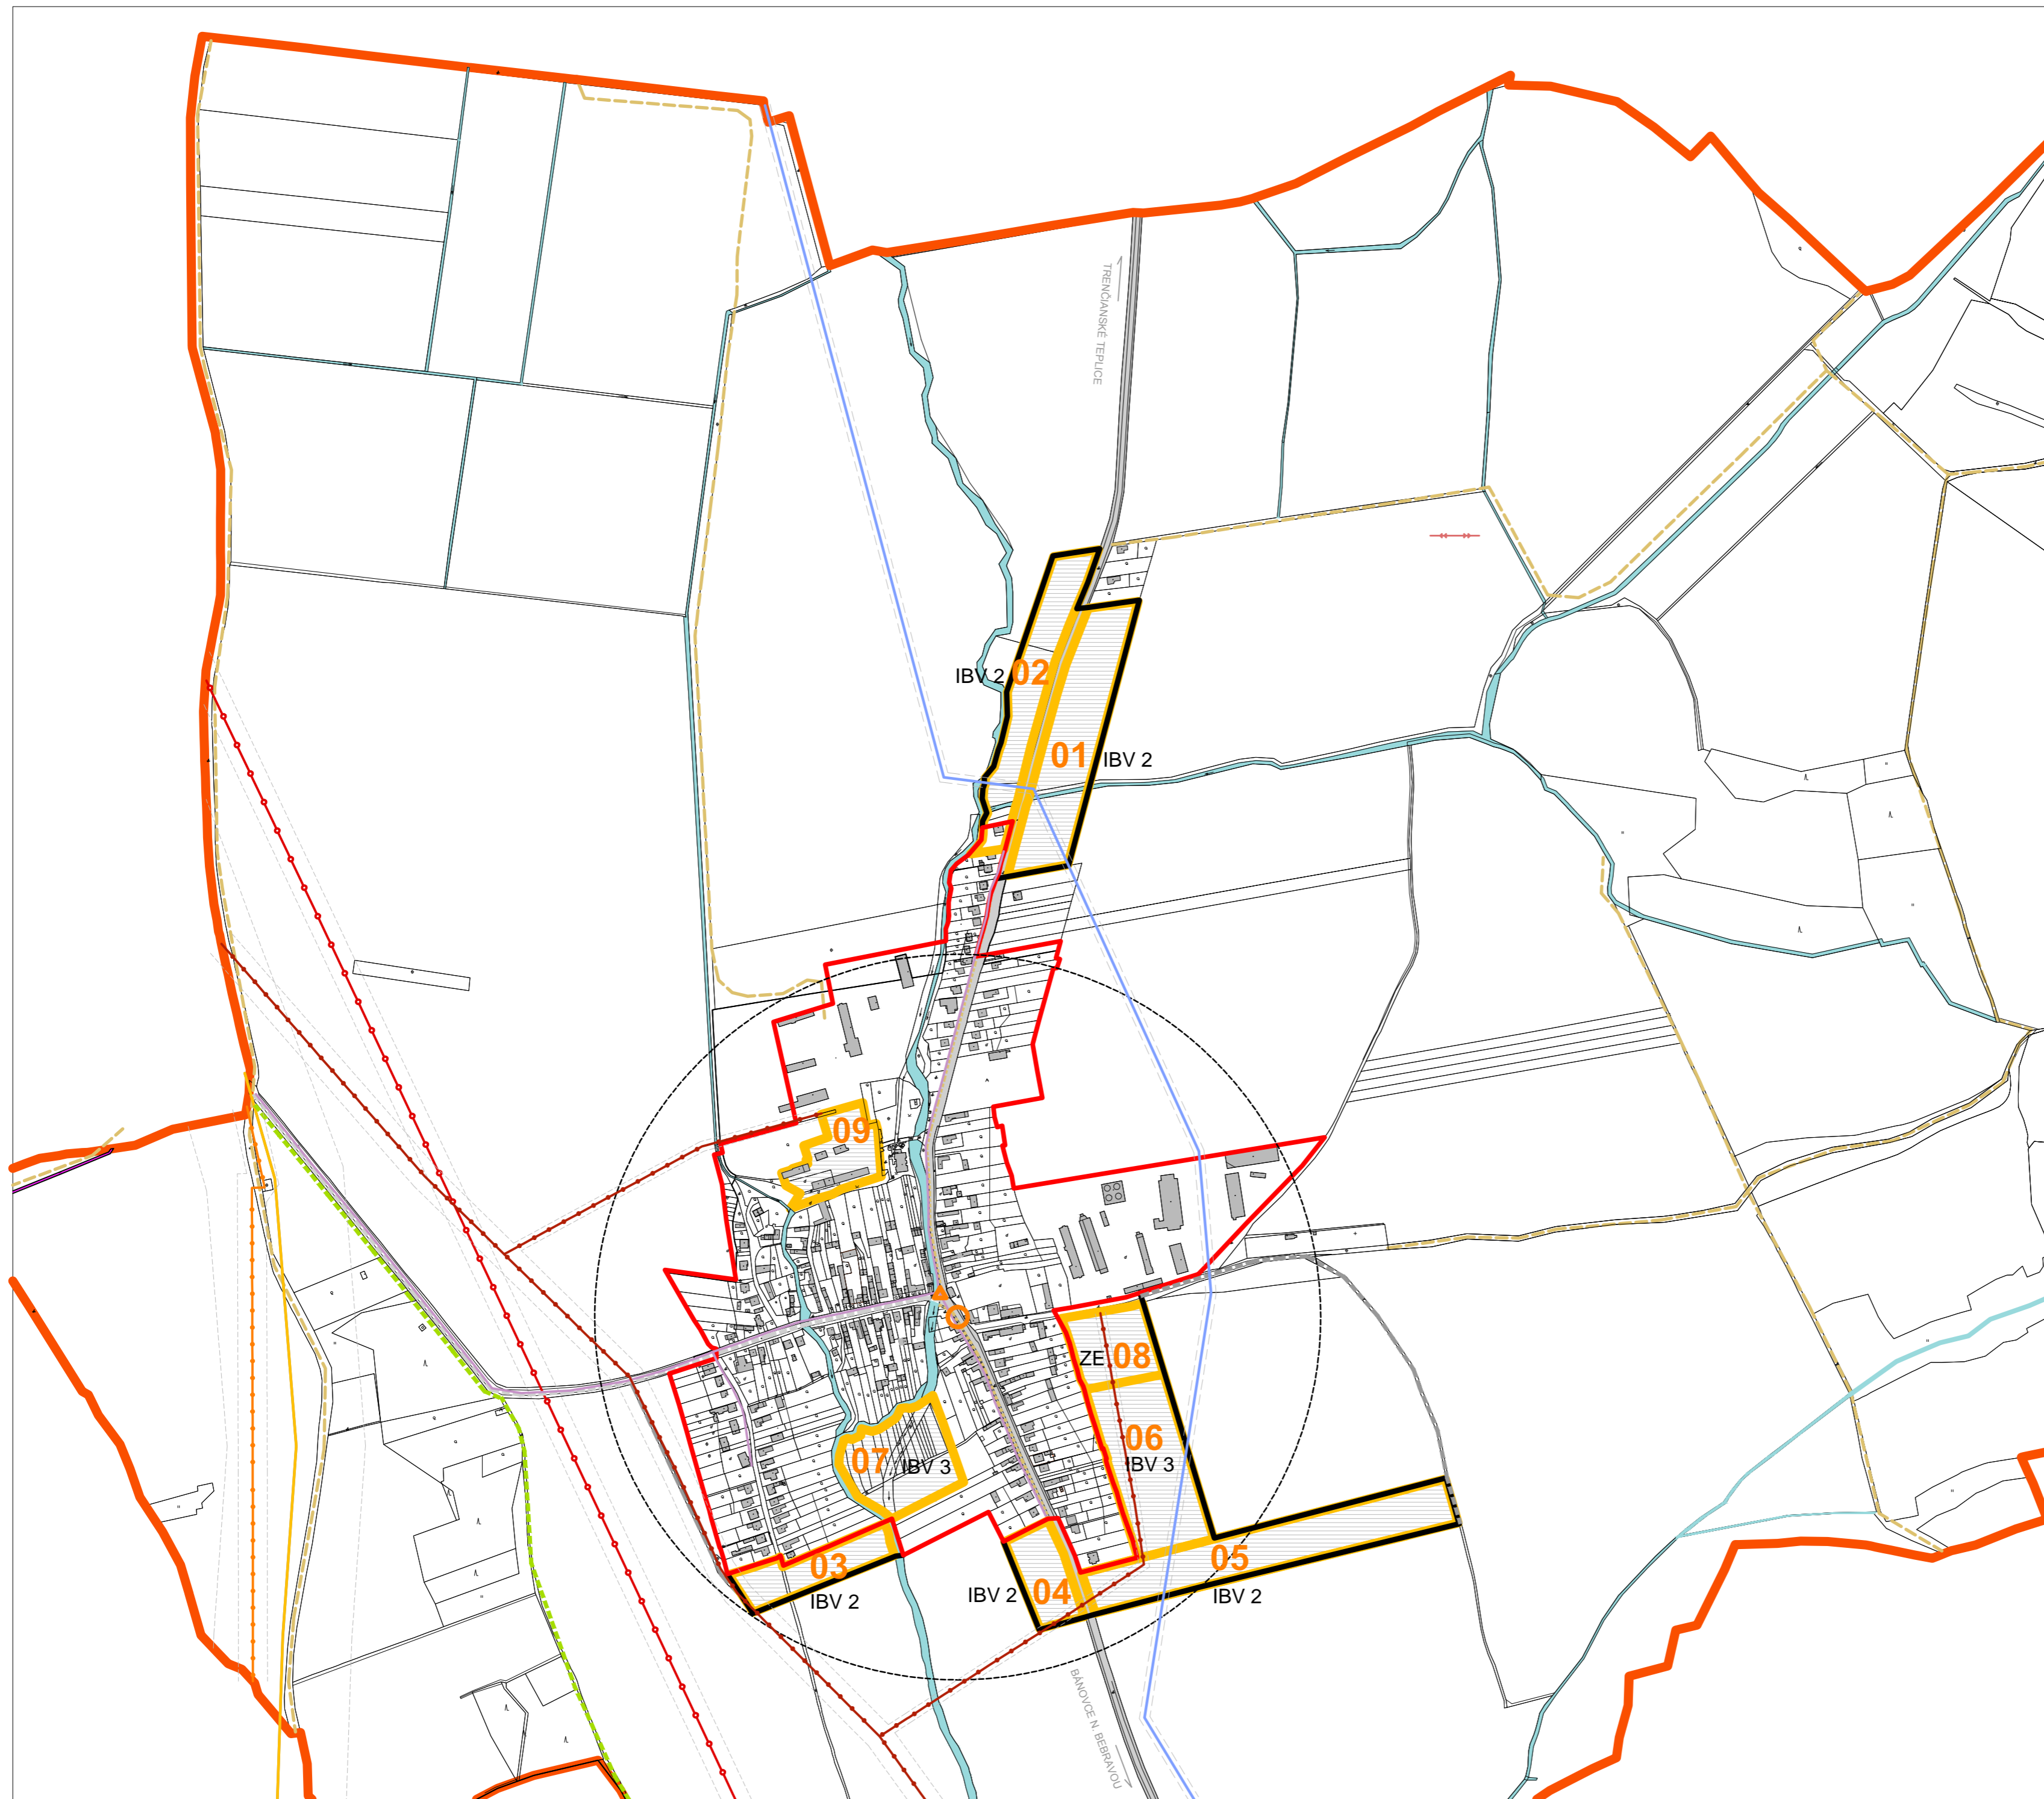 TRENČIANSKÉ TEPLICE
IBV 2
02
01
IBV 2
09
ZE
08
06
IBV 3
07
IBV 3
03
IBV 2
IBV 2
04
05
IBV 2
BÁNOVCE N. BEBRAVOU